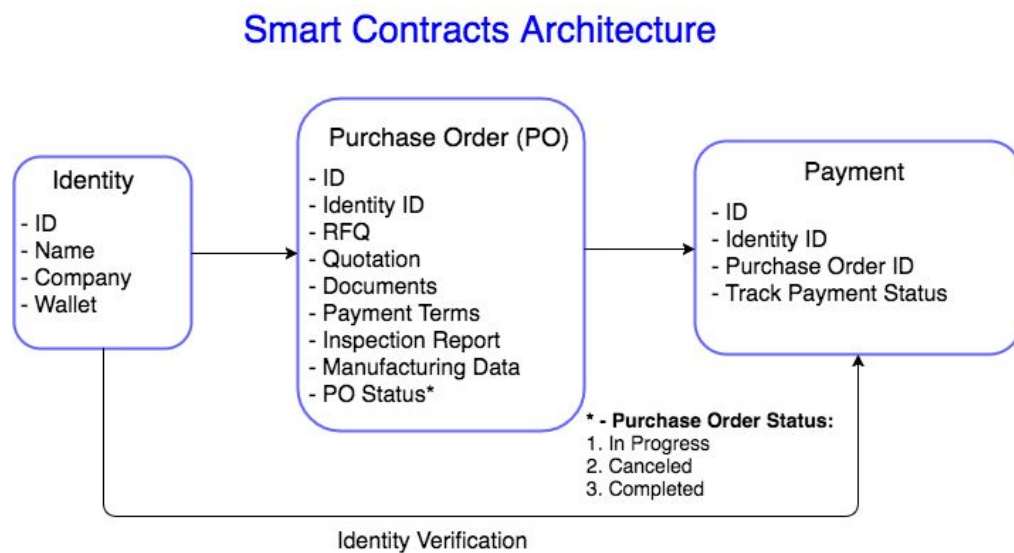 Smart Contracts Architecture
Identity
- ID
- Name
- Company
- Wallet
Purchase Order (PO)
- ID
- Identity ID
- RFQ
- Quotation
- Documents
- Payment Terms
- Inspection Report
- Manufacturing Data
- PO Status*
Payment
- ID
- Identity ID
- Purchase Order ID
- Track Payment Status
* - Purchase Order Status:
1. In Progress
2. Canceled
3. Completed
Identity Verification